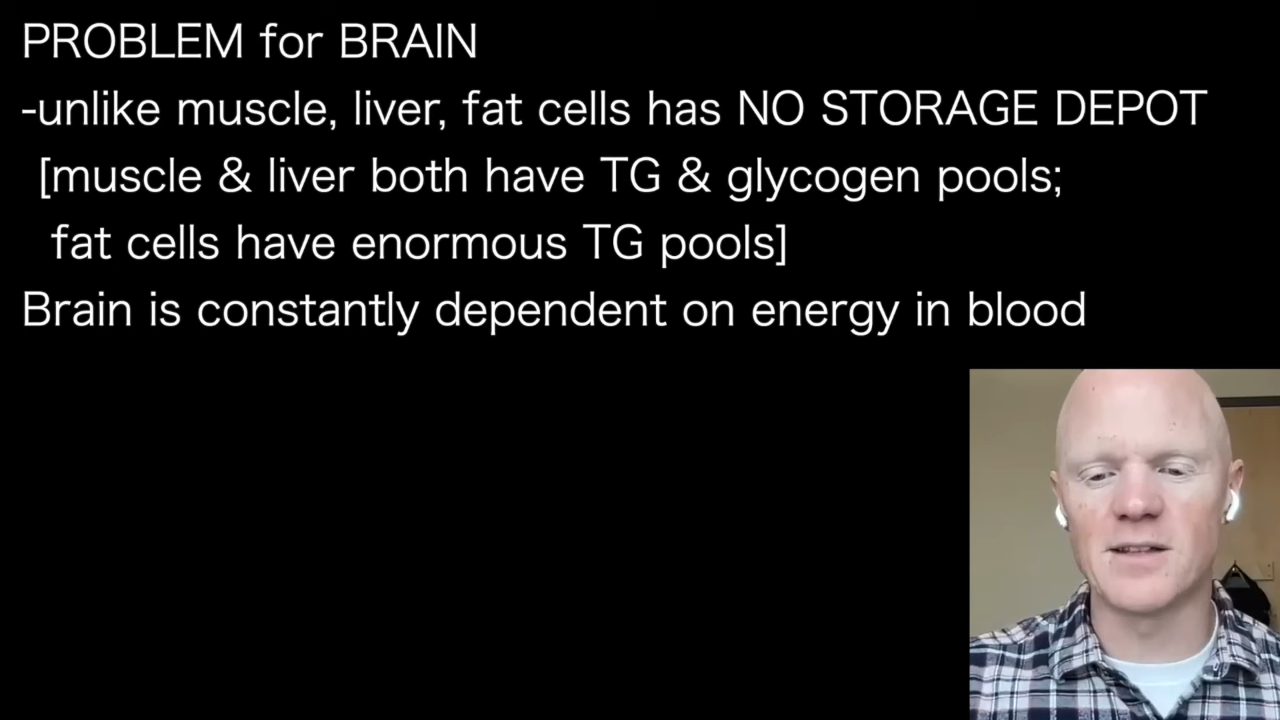 PROBLEM for BRAIN
-unlike muscle, liver, fat cells has NO STORAGE DEPOT
[muscle & liver both have TG & glycogen pools;
fat cells have enormous TG pools]
Brain is constantly dependent on energy in blood